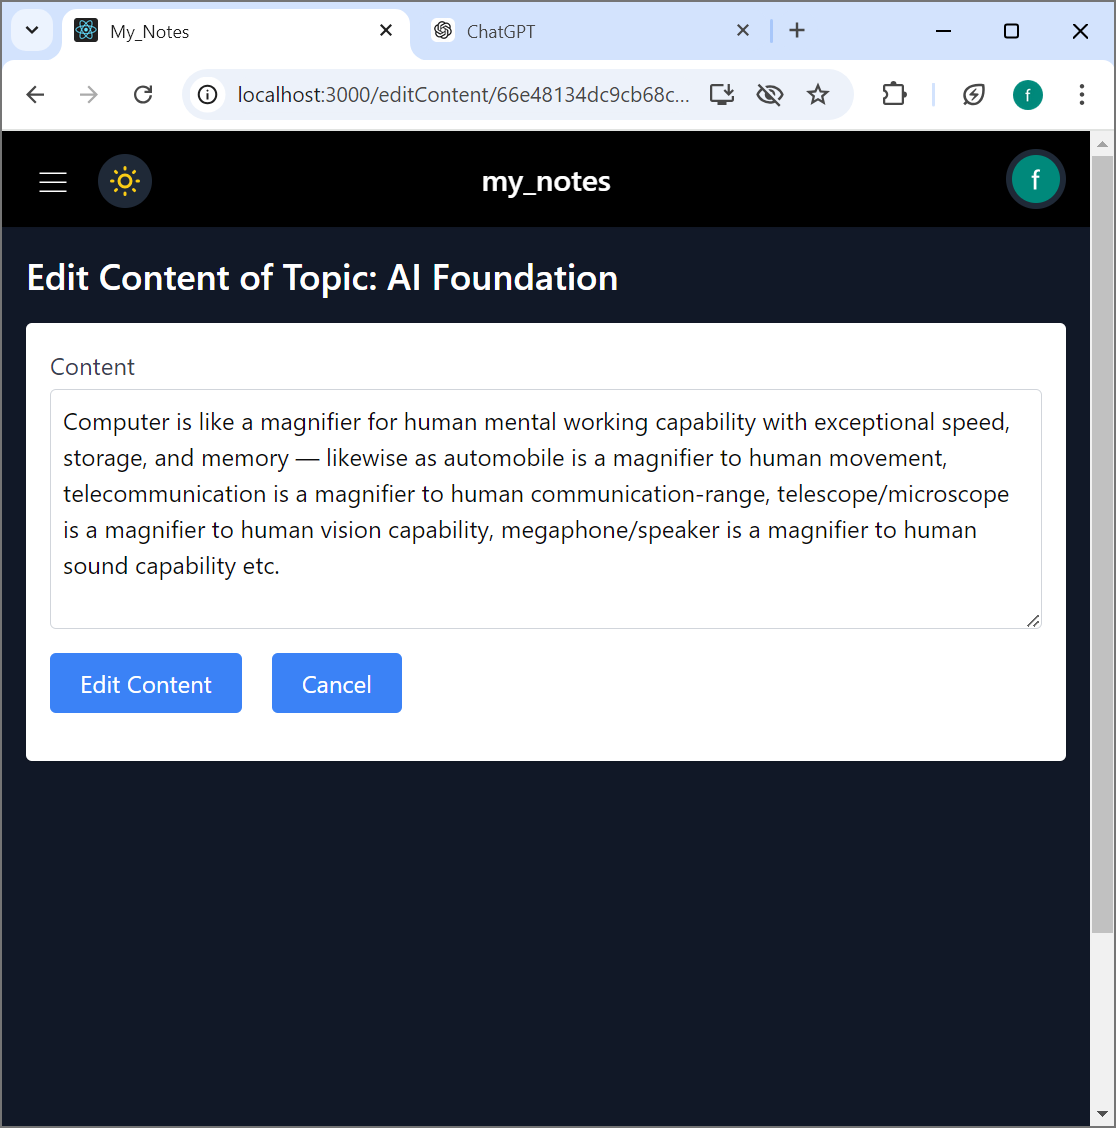 My_Notes
ChatGPT
localhost:3000/editContent/66e48134dc9cb68c...
f
my_notes
f
Edit Content of Topic: AI Foundation
Content
Computer is like a magnifier for human mental working capability with exceptional speed,
storage, and memory — likewise as automobile is a magnifier to human movement,
telecommunication is a magnifier to human communication-range, telescope/microscope
is a magnifier to human vision capability, megaphone/speaker is a magnifier to human
sound capability etc.
Edit Content
Cancel